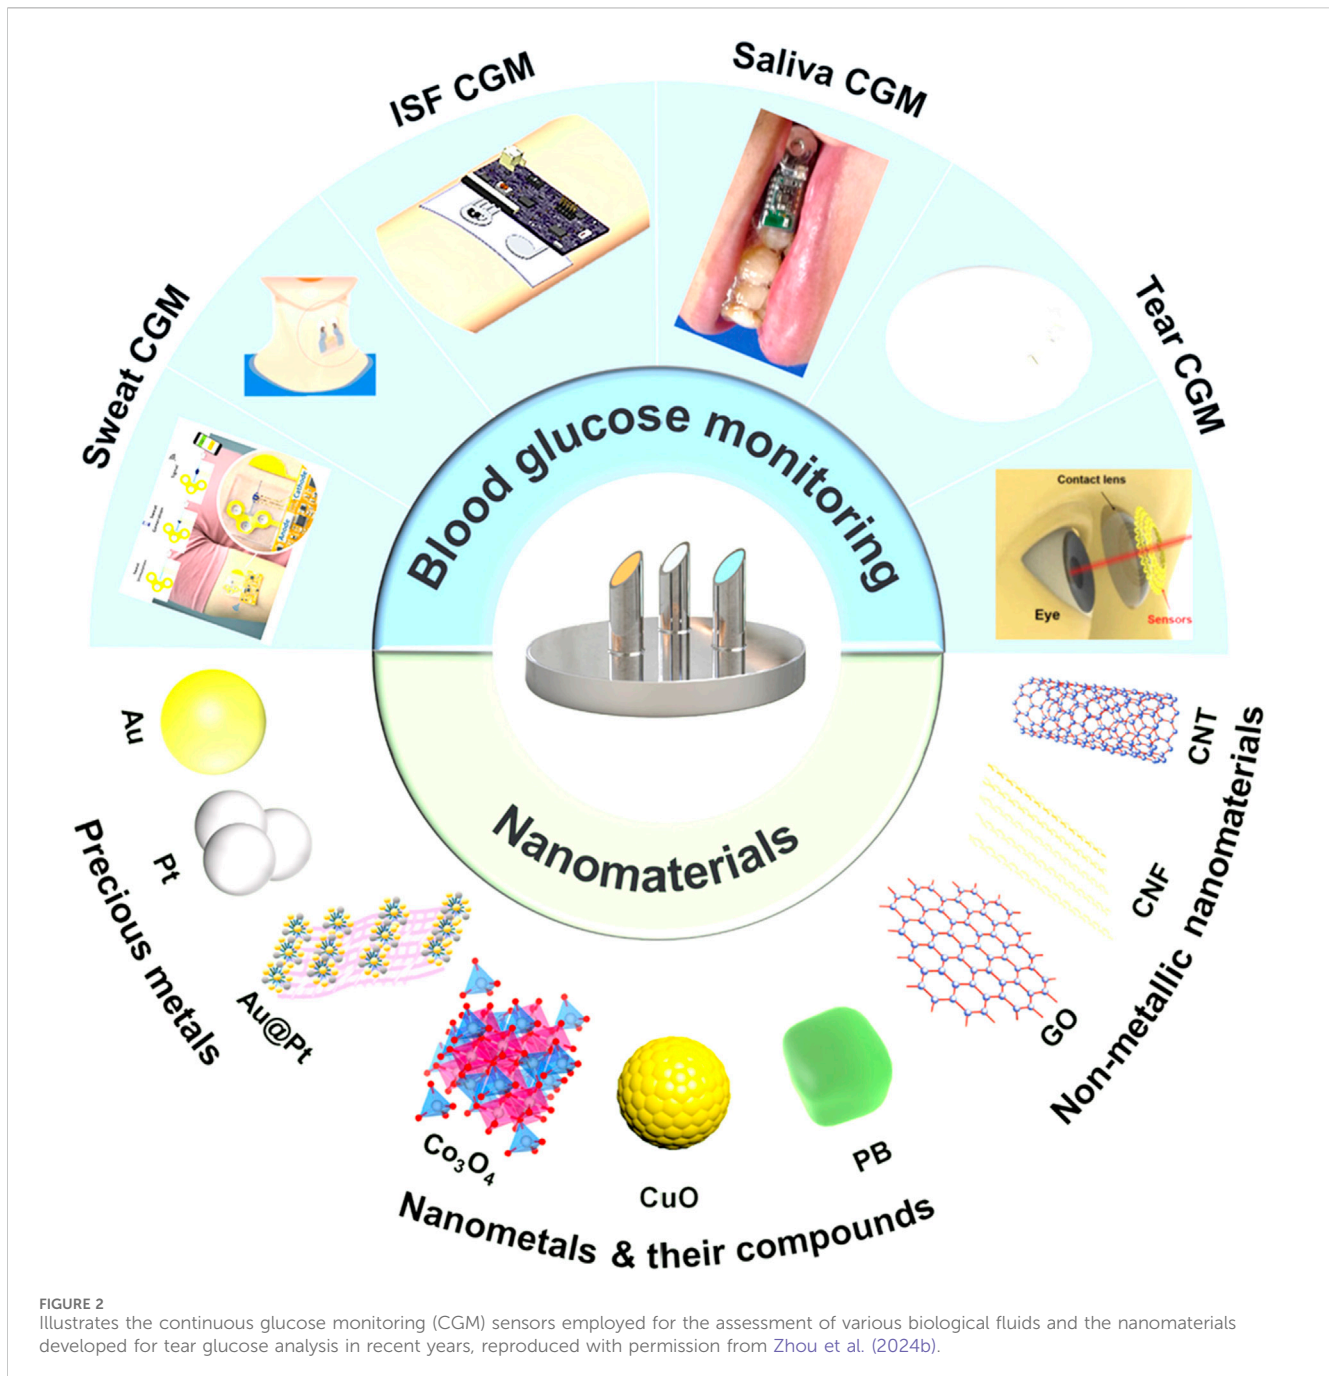 ISF CGM
Saliva CGM
Sweat CGM
Tear CGM
Blood glucose monitoring
Contact lens
Eye
Sensors
Cathode
Anode
Nanomaterials
Au
Pt
Au@Pt
Precious metals
Co₃O₄
CuO
PB
Nanometals & their compounds
CNT
CNF
GO
Non-metallic nanomaterials
FIGURE 2
Illustrates the continuous glucose monitoring (CGM) sensors employed for the assessment of various biological fluids and the nanomaterials
developed for tear glucose analysis in recent years, reproduced with permission from Zhou et al. (2024b).